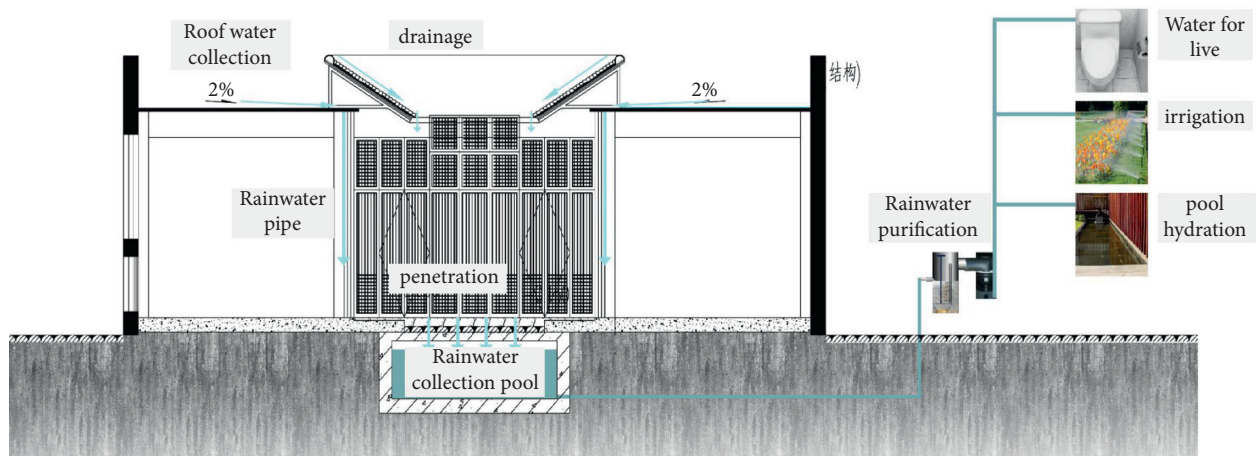 Roof water
collection
drainage
2%
2%
结构)
Water for
live
irrigation
Rainwater
pipe
Rainwater
purification
pool
hydration
penetration
Rainwater
collection pool